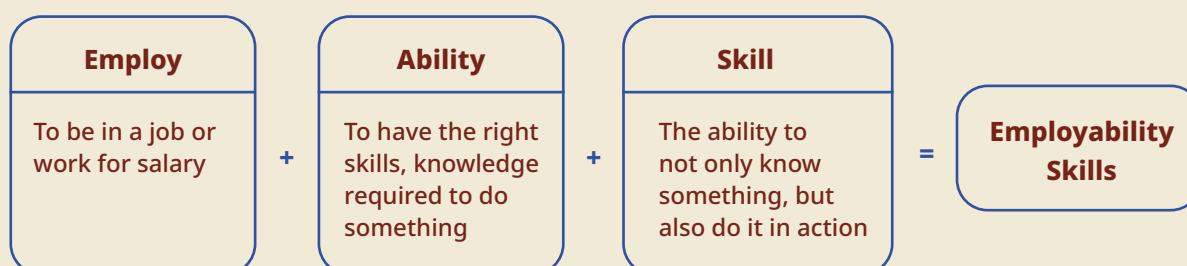 Employ
To be in a job or
work for salary
+
Ability
To have the right
skills, knowledge
required to do
something
+
Skill
The ability to
not only know
something, but
also do it in action
=
Employability
Skills